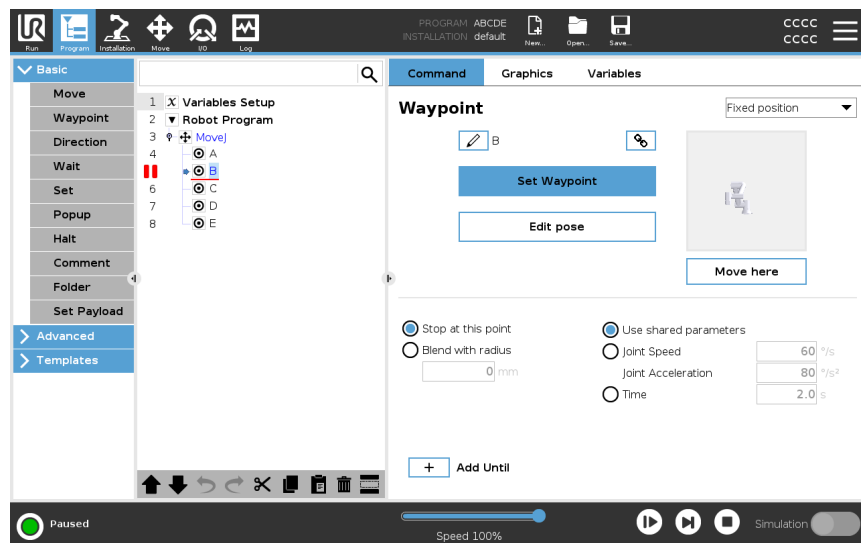 PROGRAM ABCDE
INSTALLATION default
CCCC
CCCC
Run
Program
Installation
Move
I/O
Log
New...
Open...
Save...
Basic
Move
Waypoint
Direction
Wait
Set
Popup
Halt
Comment
Folder
Set Payload
Advanced
Templates
1 X Variables Setup
2 Robot Program
3 MoveJ
4 A
B
6 C
7 D
8 E
Command Graphics Variables
Waypoint
Fixed position
B
Set Waypoint
Edit pose
Move here
Stop at this point
Blend with radius
0 mm
Use shared parameters
Joint Speed 60 °/s
Joint Acceleration 80 °/s²
Time 2.0 s
+ Add Until
Paused
Speed 100%
Simulation